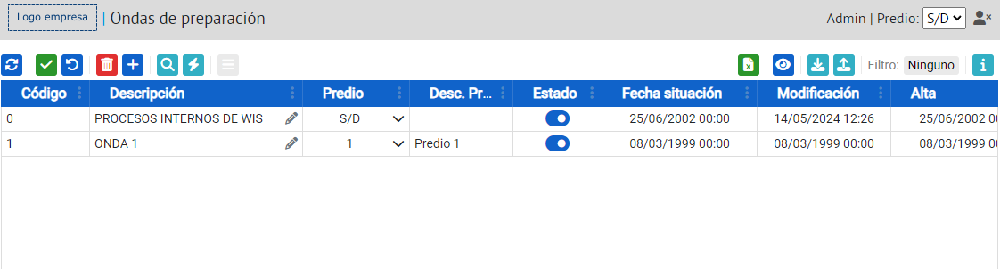 Logo empresa | Ondas de preparación Admin | Predio: S/D
Filtro: Ninguno
Código Descripción Predio Desc. Pr... Estado Fecha situación Modificación Alta
0 PROCESOS INTERNOS DE WIS S/D 25/06/2002 00:00 14/05/2024 12:26 25/06/2002 0
1 ONDA 1 1 Predio 1 08/03/1999 00:00 08/03/1999 00:00 08/03/1999 0